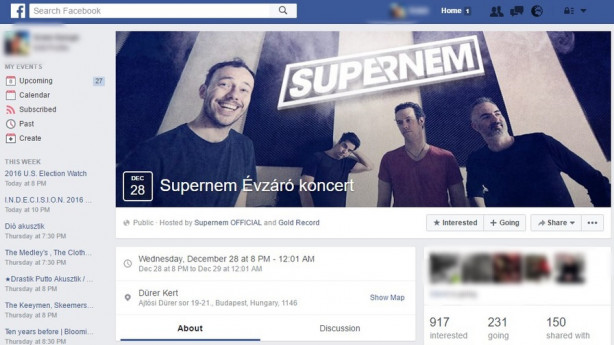 Search Facebook
Home 1
MY EVENTS
Upcoming 27
Calendar
Subscribed
Past
Create
THIS WEEK
2016 U.S. Election Watch
Today at 8 PM
I.N.D.E.C.I.S.I.O.N. 2016 ...
Today at 10 PM
Dió akusztik
Thursday at 7:30 PM
The Medley's , The Cloth...
Thursday at 7:30 PM
★Drastik Putto Akusztik / ...
Thursday at 8 PM
The Keeymen, Skeemers...
Thursday at 8 PM
Ten years before | Bloomi...
Thursday at 8:30 PM
SUPERNEM
DEC
28
Supernem Évzáró koncert
Public · Hosted by Supernem OFFICIAL and Gold Record
★ Interested
+ Going
Share
Wednesday, December 28 at 8 PM - 12:01 AM
Dec 28 at 8 PM to Dec 29 at 12:01 AM
Dürer Kert
Ajtósi Dürer sor 19-21 , Budapest, Hungary, 1146
Show Map
About
Discussion
917
interested
231
going
150
shared with